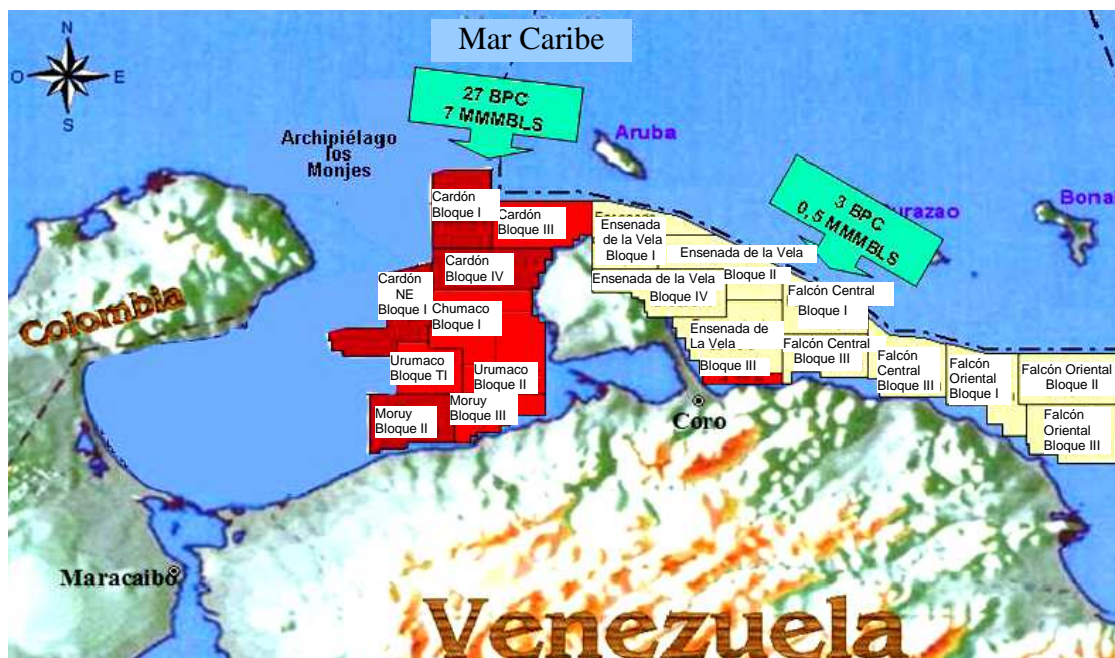 Mar Caribe
N
O
E
S
27 BPC
7 MMMBLS
Archipiélago
los
Monjes
Aruba
3 BPC
0,5 MMMBLS
urazao
Bona
Cardón
Bloque I
Cardón
Bloque III
Ensenada
de la Vela
Bloque I
Ensenada de la Vela
Bloque II
Cardón
Bloque IV
Ensenada de la Vela
Bloque IV
Cardón
NE
Bloque I
Falcón Central
Bloque I
Colombia
Chumaco
Bloque I
Ensenada de
La Vela
Bloque III
Falcón Central
Bloque III
Urumaco
Bloque TI
Urumaco
Bloque II
Falcón
Central
Bloque III
Falcón
Oriental
Bloque I
Falcón Oriental
Bloque II
Moruy
Bloque II
Moruy
Bloque III
Coro
Falcón
Oriental
Bloque III
Maracaibo
Venezuela